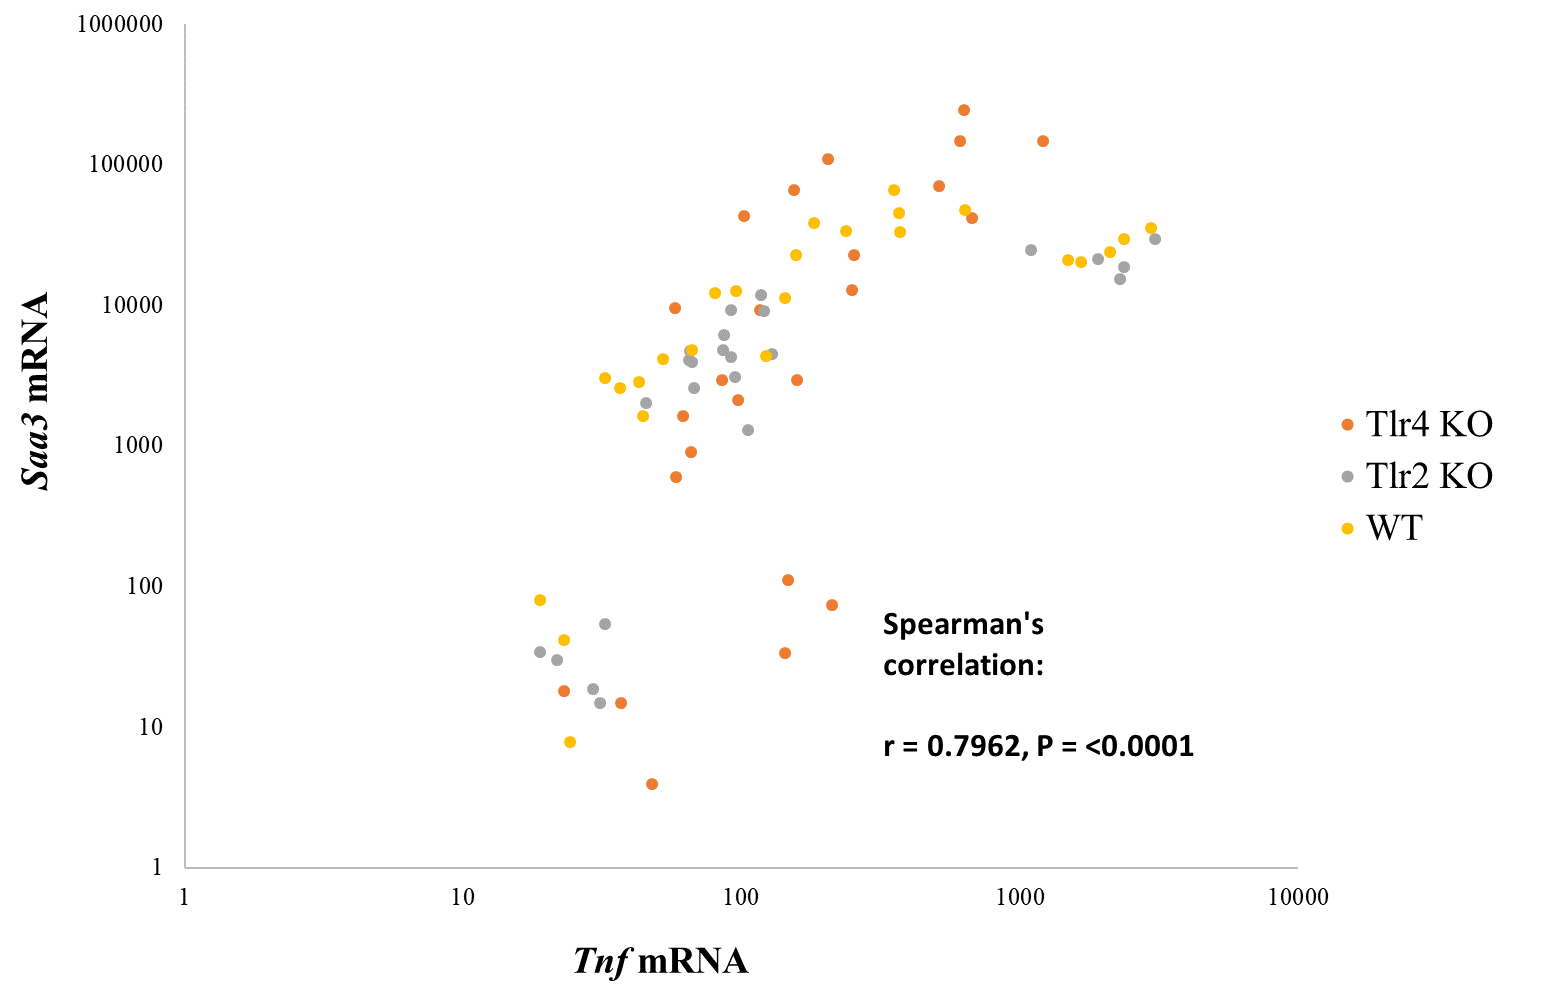 1000000
100000
10000
1000
100
10
1
Saa3 mRNA
1
10
100
1000
10000
Tnf mRNA
Spearman's
correlation:
r = 0.7962, P = <0.0001
Tlr4 KO
Tlr2 KO
WT